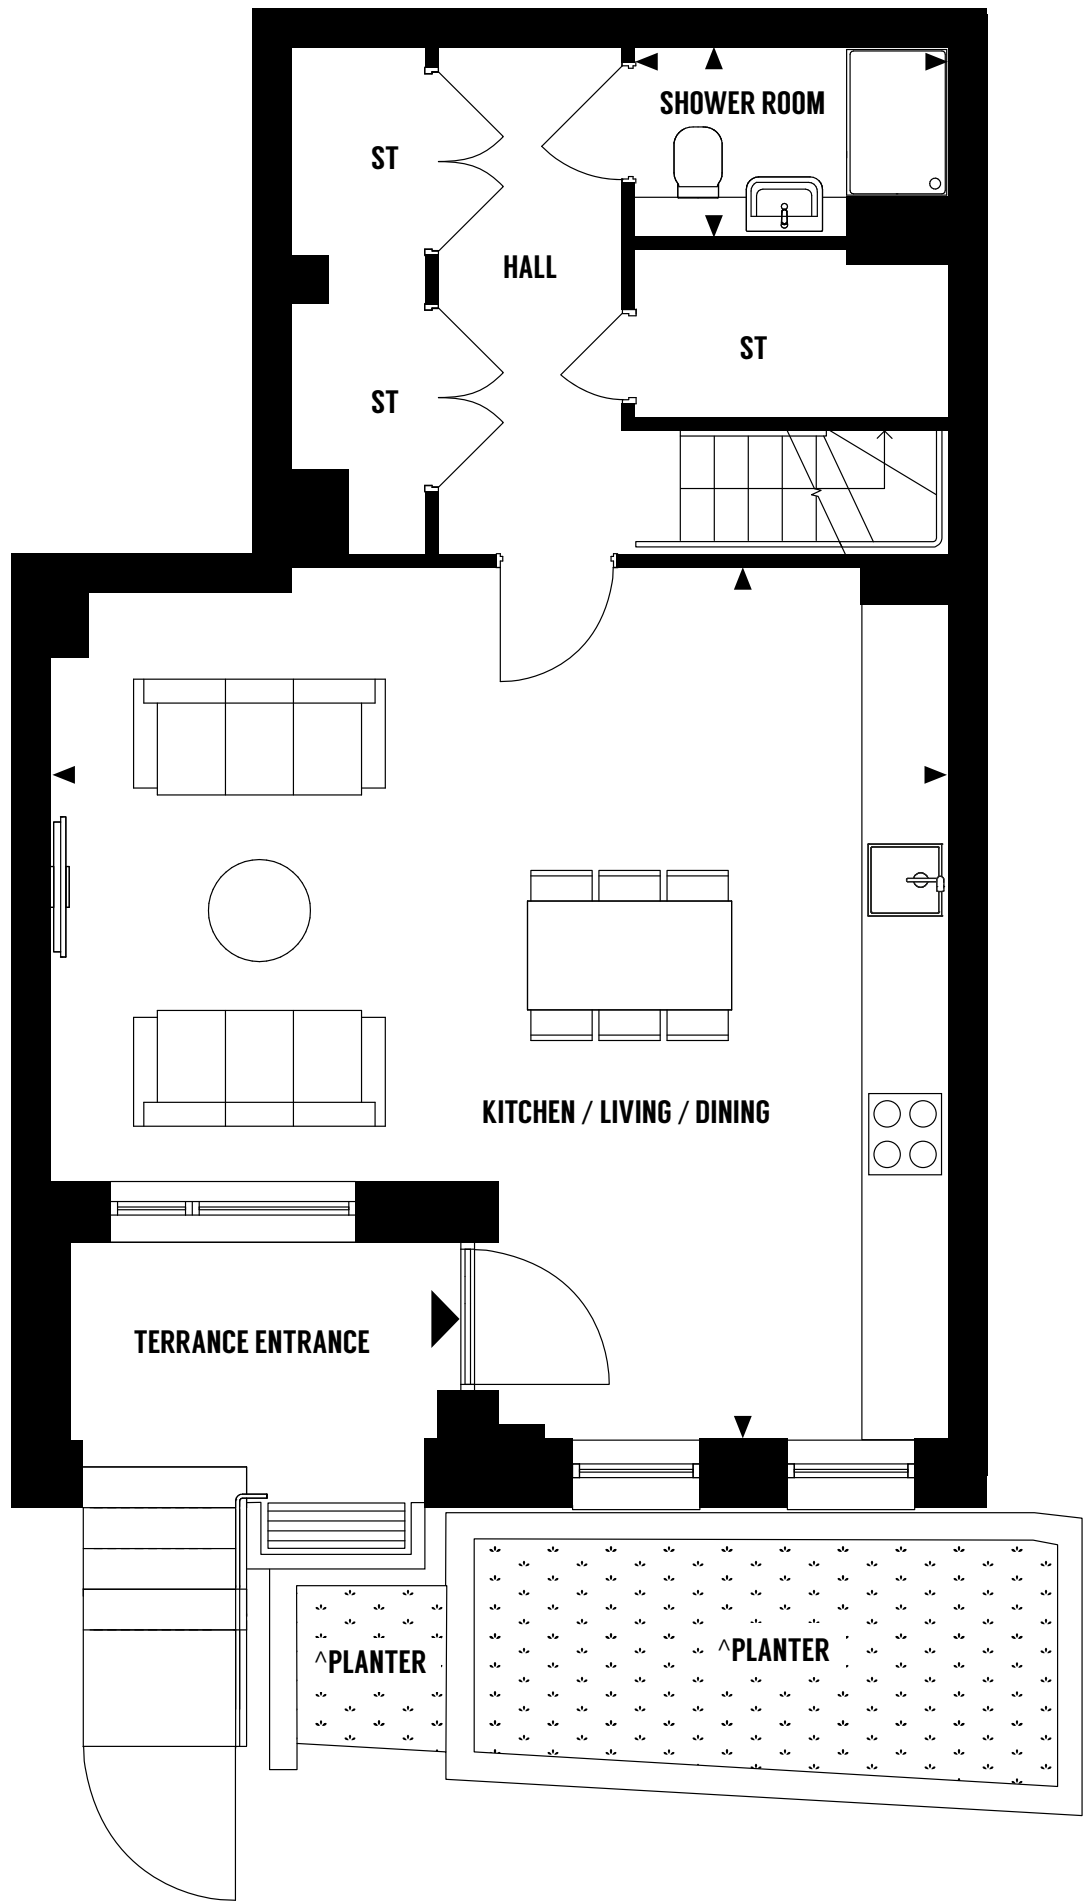 SHOWER ROOM
ST
HALL
ST
ST
KITCHEN / LIVING / DINING
TERRANCE ENTRANCE
^PLANTER
^PLANTER